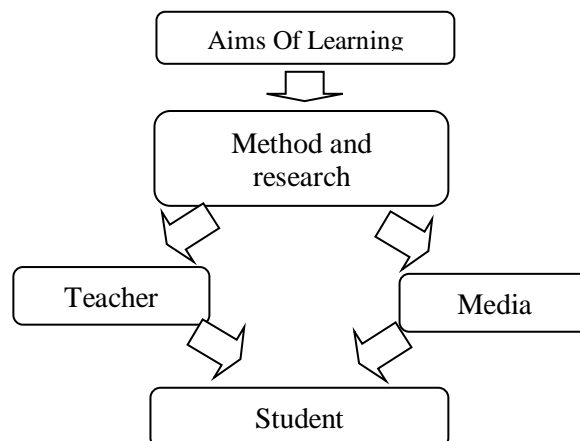 Aims Of Learning
Method and
research
Teacher
Media
Student